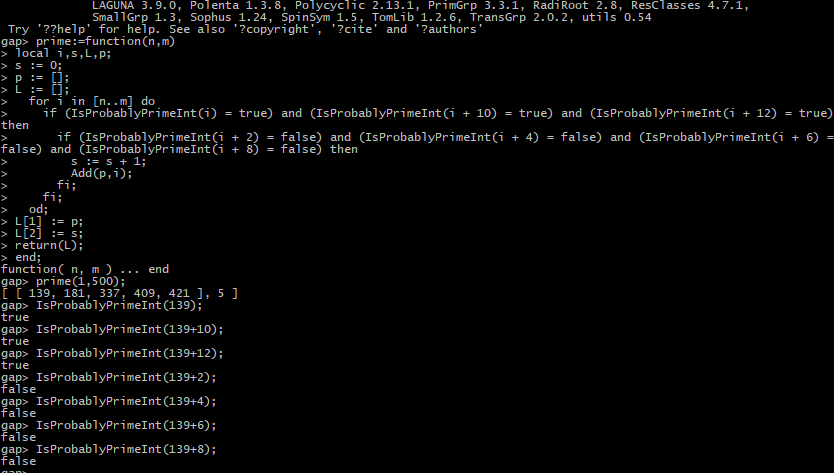 LAGUNA 3.9.0, Polenta 1.3.8, Polycyclic 2.13.1, PrimGrp 3.3.1, RadiRoot 2.8, ResClasses 4.7.1,
SmallGrp 1.3, Sophus 1.24, SpinSym 1.5, TomLib 1.2.6, TransGrp 2.0.2, utils 0.54
Try '??help' for help. See also '?copyright', '?cite' and '?authors'
gap> prime:=function(n,m)
> local i,s,L,p;
> s := 0;
> p := [];
> L := [];
>   for i in [n..m] do
>     if (IsProbablyPrimeInt(i) = true) and (IsProbablyPrimeInt(i + 10) = true) and (IsProbablyPrimeInt(i + 12) = true)
then
>       if (IsProbablyPrimeInt(i + 2) = false) and (IsProbablyPrimeInt(i + 4) = false) and (IsProbablyPrimeInt(i + 6) =
false) and (IsProbablyPrimeInt(i + 8) = false) then
>         s := s + 1;
>         Add(p,i);
>       fi;
>     fi;
>   od;
> L[1] := p;
> L[2] := s;
> return(L);
> end;
function( n, m ) ... end
gap> prime(1,500);
[ [ 139, 181, 337, 409, 421 ], 5 ]
gap> IsProbablyPrimeInt(139);
true
gap> IsProbablyPrimeInt(139+10);
true
gap> IsProbablyPrimeInt(139+12);
true
gap> IsProbablyPrimeInt(139+2);
false
gap> IsProbablyPrimeInt(139+4);
false
gap> IsProbablyPrimeInt(139+6);
false
gap> IsProbablyPrimeInt(139+8);
false
gap>